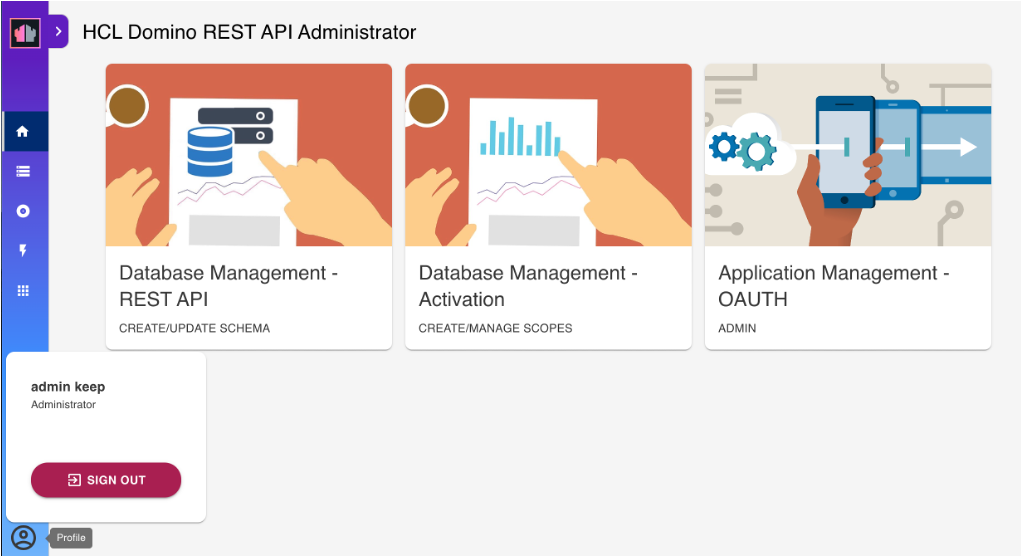 HCL Domino REST API Administrator
Database Management -
REST API
CREATE/UPDATE SCHEMA
Database Management -
Activation
CREATE/MANAGE SCOPES
Application Management -
OAUTH
ADMIN
admin keep
Administrator
SIGN OUT
Profile